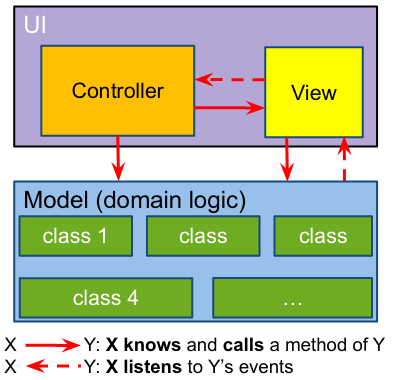 UI
Controller
View
Model (domain logic)
class 1
class
class
class 4
...
X Y: X knows and calls a method of Y
X Y: X listens to Y's events